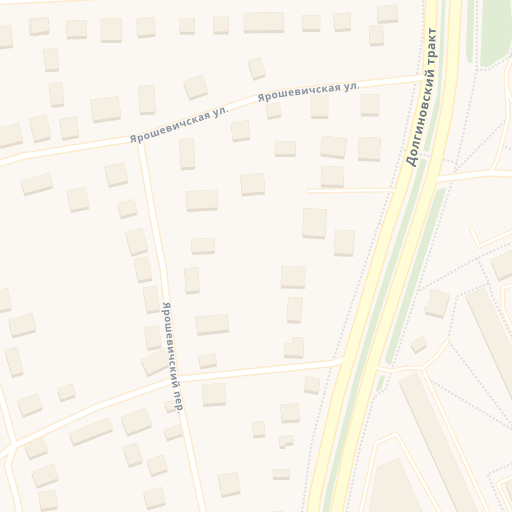 Ярошевичская ул.
Ярошевичская ул.
Долгиновский тракт
Ярошевичский пер.